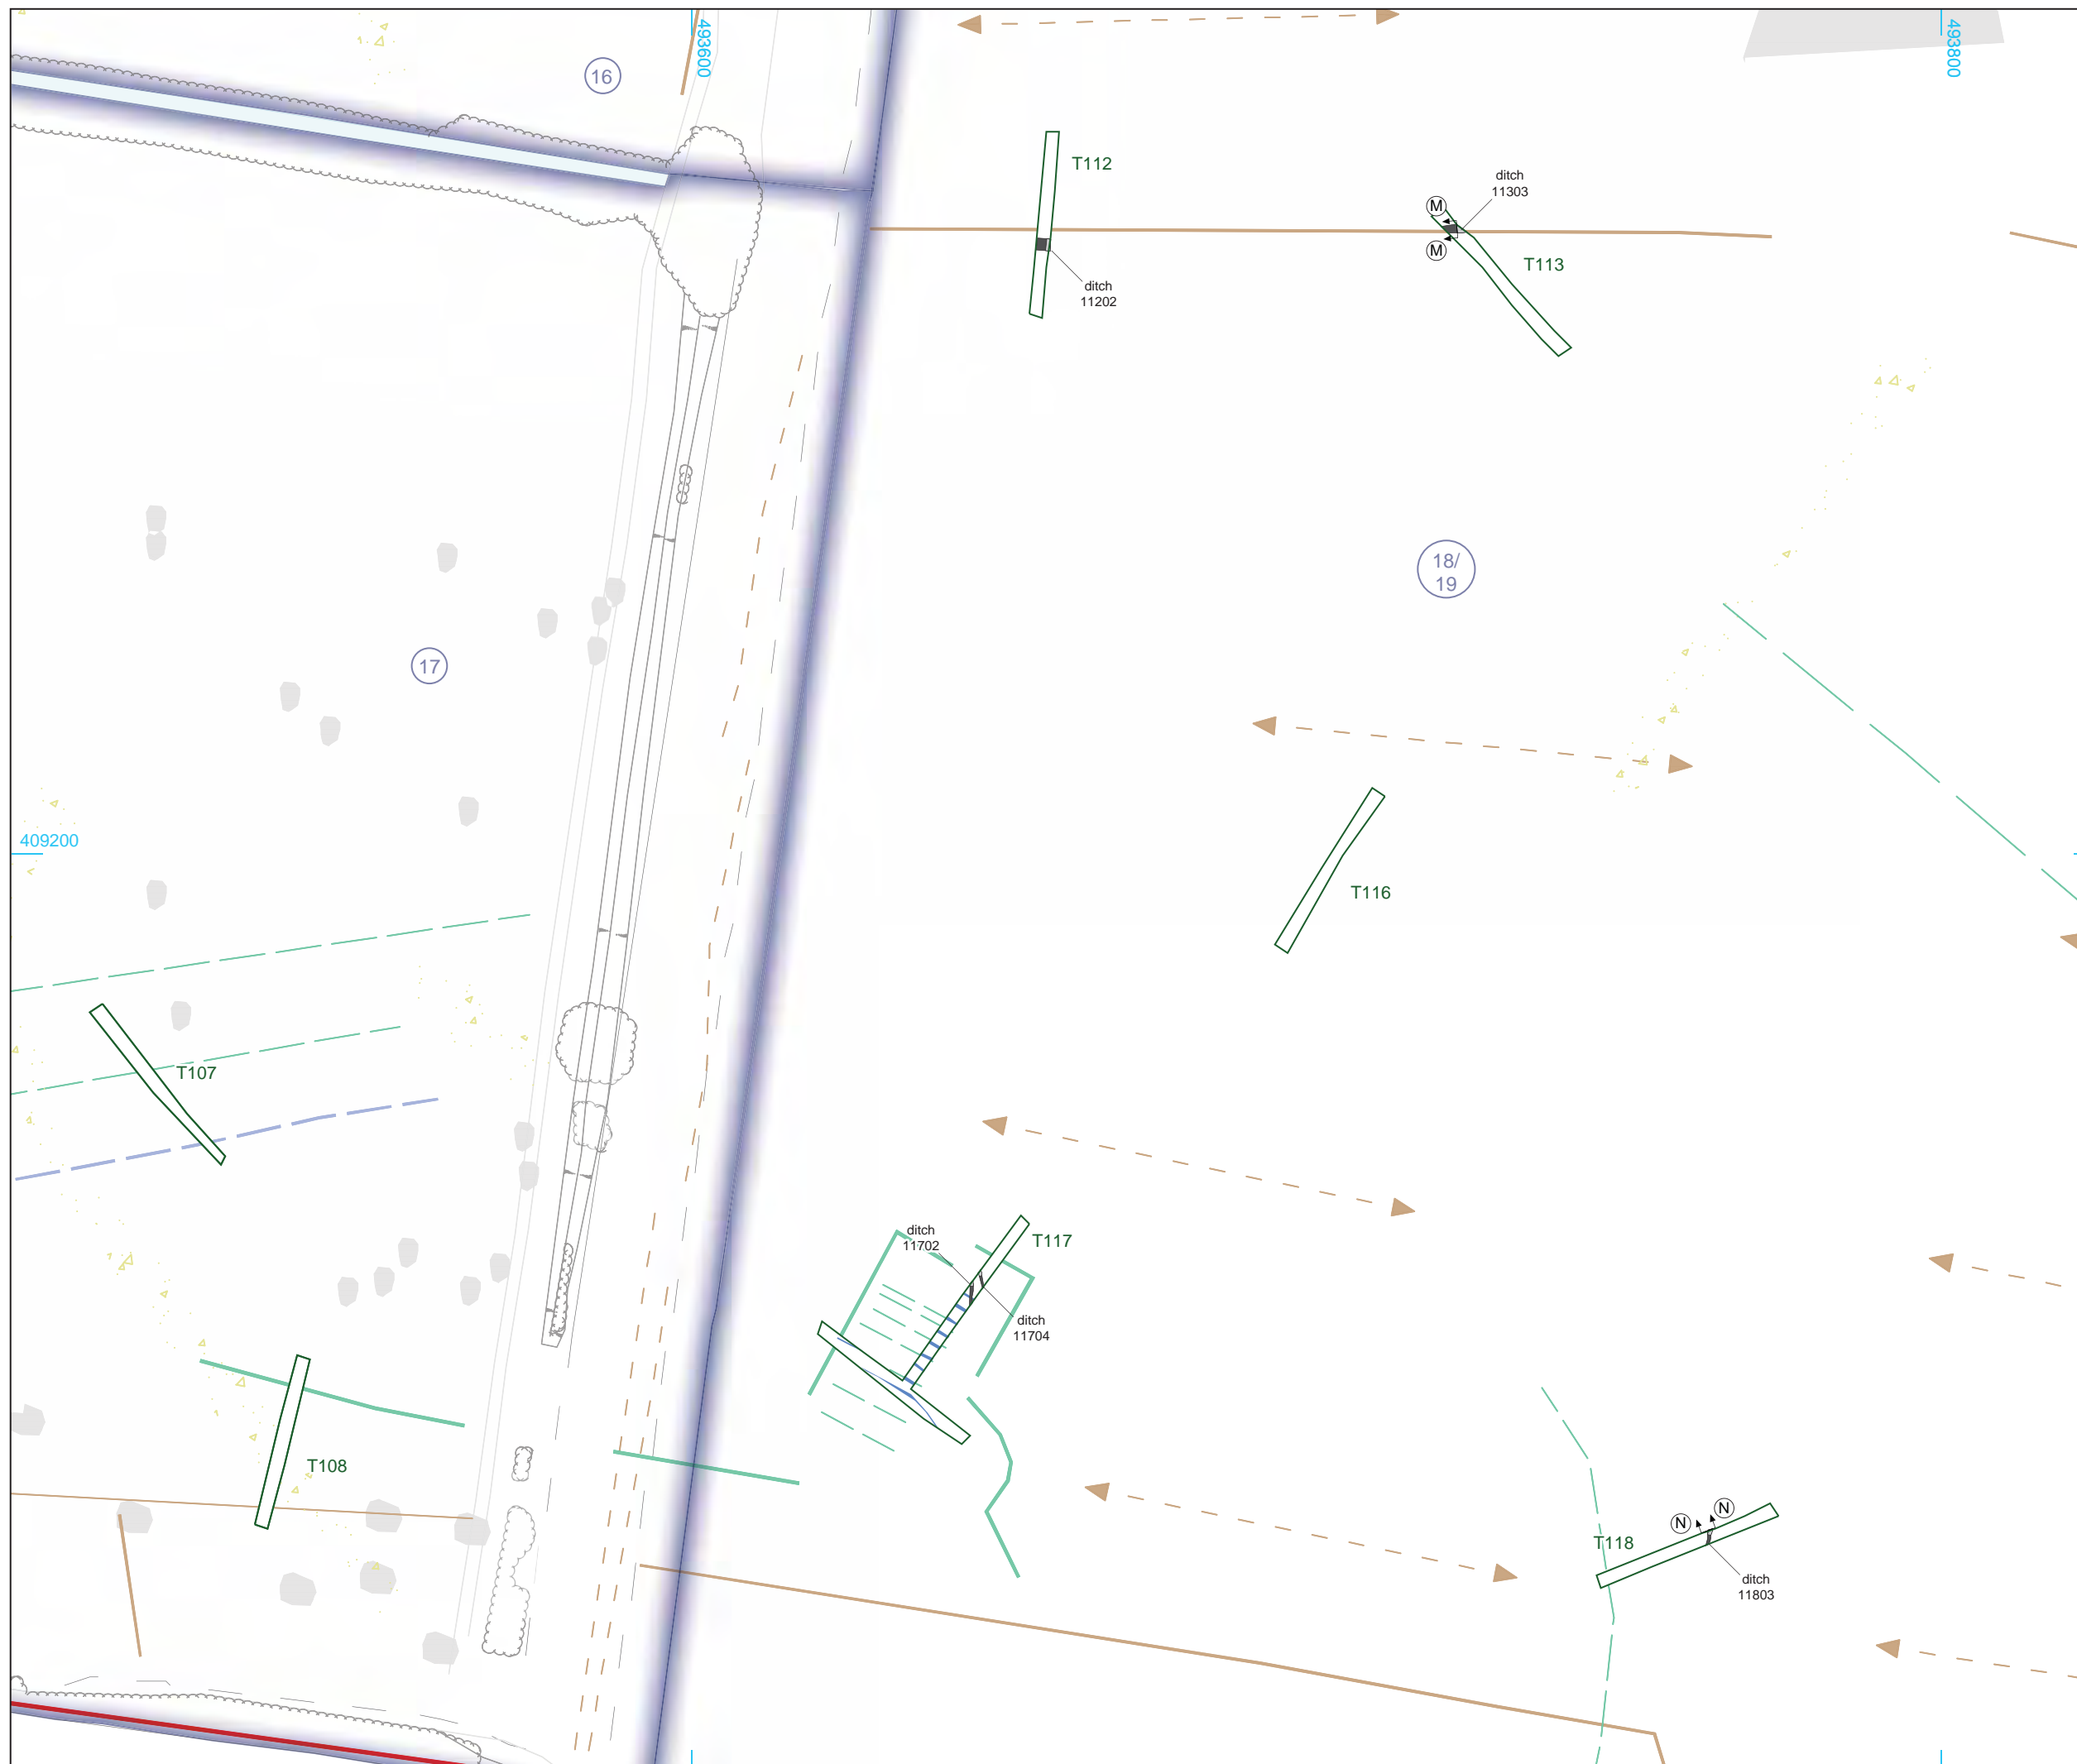 493600
493800
16
T112
ditch
11303
M
M
T113
ditch
11202
18/
19
17
409200
T116
T107
ditch
11702
T117
ditch
11704
T108
N
N
T118
ditch
11803